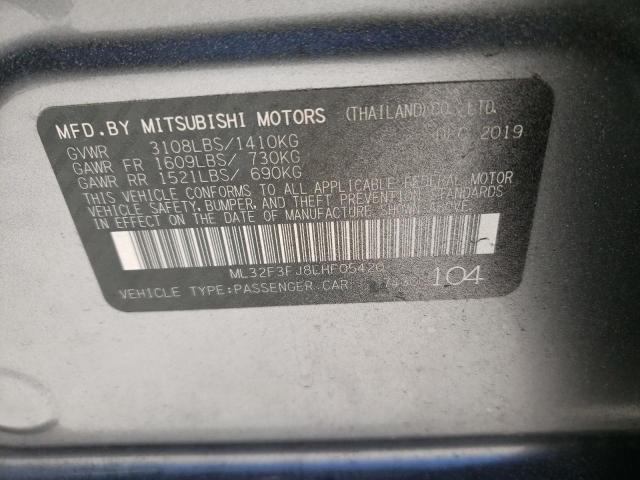 MFD.BY MITSUBISHI MOTORS (THAILAND) CO., LTD.
GVWR 3108LBS/1410KG DEC 2019
GAWR FR 1609LBS/ 730KG
GAWR RR 1521LBS/ 690KG
THIS VEHICLE CONFORMS TO ALL APPLICABLE FEDERAL MOTOR
VEHICLE SAFETY, BUMPER, AND THEFT PREVENTION STANDARDS
IN EFFECT ON THE DATE OF MANUFACTURE SHOWN ABOVE.
VEHICLE TYPE:PASSENGER CAR 104